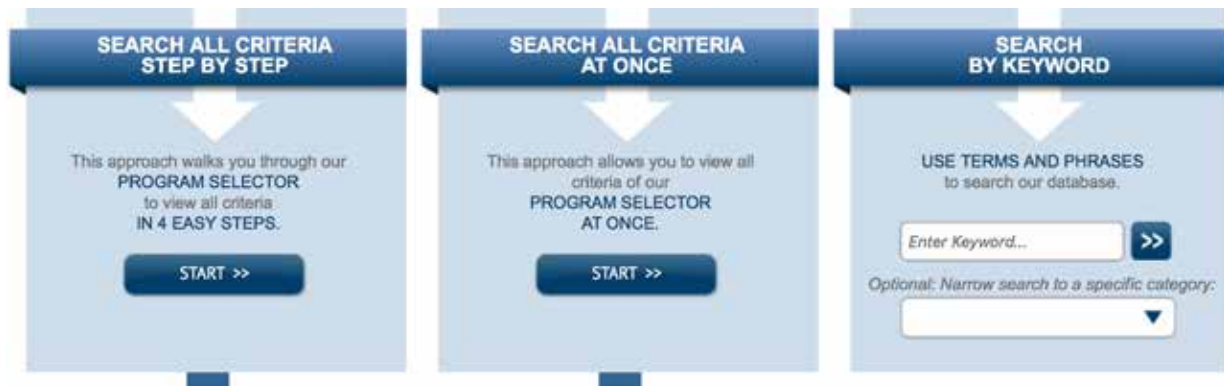 SEARCH ALL CRITERIA
STEP BY STEP
This approach walks you through our
PROGRAM SELECTOR
to view all criteria
IN 4 EASY STEPS.
START >>
SEARCH ALL CRITERIA
AT ONCE
This approach allows you to view all
criteria of our
PROGRAM SELECTOR
AT ONCE.
START >>
SEARCH
BY KEYWORD
USE TERMS AND PHRASES
to search our database.
Enter Keyword...
>>
Optional: Narrow search to a specific category: